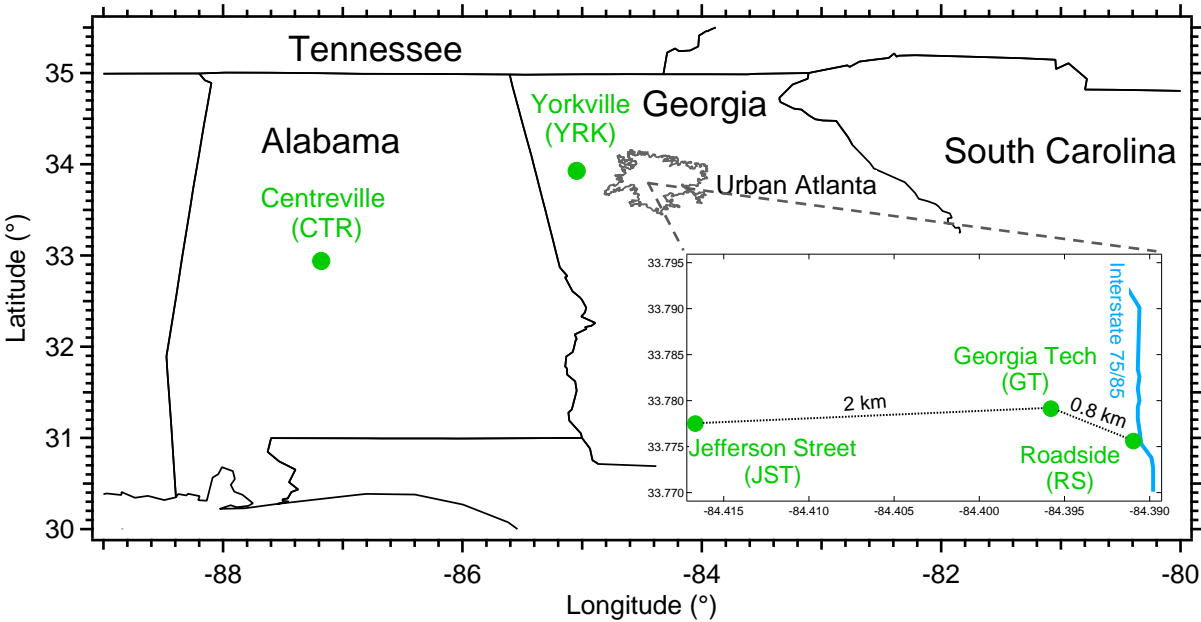 Tennessee
35
Yorkville
(YRK)
Georgia
Alabama
South Carolina
34
Urban Atlanta
Centreville
(CTR)
33
Latitude (°)
33.795
Interstate 75/85
33.785
Georgia Tech
(GT)
32
33.780
2 km
0.8 km
33.775
Jefferson Street
(JST)
Roadside
(RS)
31
33.770
-84.415
-84.410
-84.405
-84.400
-84.395
-84.390
30
-88
-86
-84
-82
-80
Longitude (°)